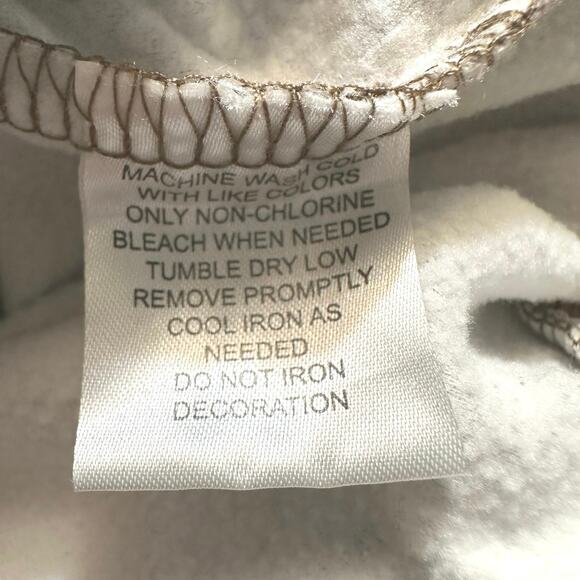 MACHINE WASH COLD
WITH LIKE COLORS
ONLY NON-CHLORINE
BLEACH WHEN NEEDED
TUMBLE DRY LOW
REMOVE PROMPTLY
COOL IRON AS
NEEDED
DO NOT IRON
DECORATION